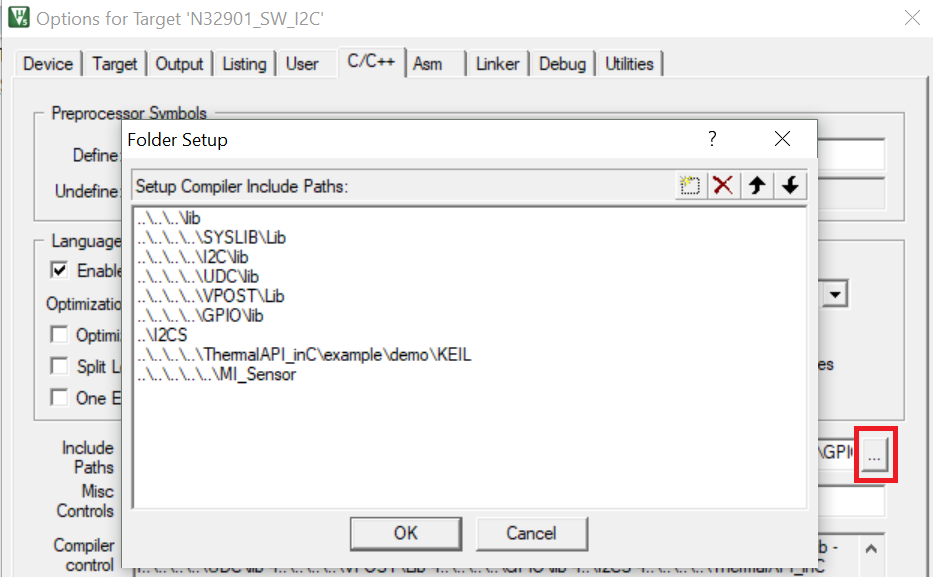 Options for Target 'N32901_SW_I2C'
Device Target Output Listing User C/C++ Asm Linker Debug Utilities
Preprocessor Symbols
Define:
Undefine:
Folder Setup
?
Setup Compiler Include Paths:
..\..\..\lib
..\..\..\..\SYSLIB\Lib
..\..\..\..\I2C\lib
..\..\..\..\UDC\lib
..\..\..\..\VPOST\Lib
..\..\..\..\GPIO\lib
..\I2CS
..\..\..\..\ThermalAPI_inC\example\demo\KEIL
..\..\..\..\..\MI_Sensor
OK Cancel
Language
Enable
Optimizatio
Optimi
Split L
One E
es
Include
Paths
\GPI
...
Misc
Controls
Compiler
control
b -